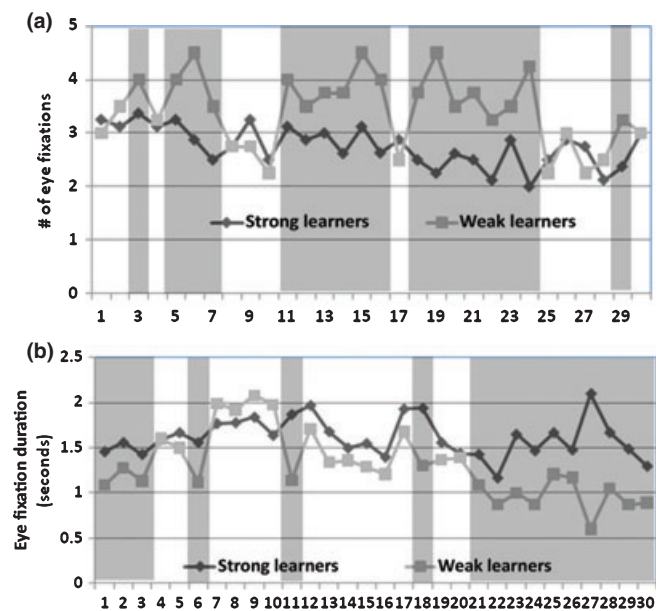 (a)
5
4
3
2
1
0
# of eye fixations
Strong learners Weak learners
1 3 5 7 9 11 13 15 17 19 21 23 25 27 29
(b)
2.5
2
1.5
1
0.5
0
Eye fixation duration
(seconds)
Strong learners Weak learners
1 2 3 4 5 6 7 8 9 10 11 12 13 14 15 16 17 18 19 20 21 22 23 24 25 26 27 28 29 30